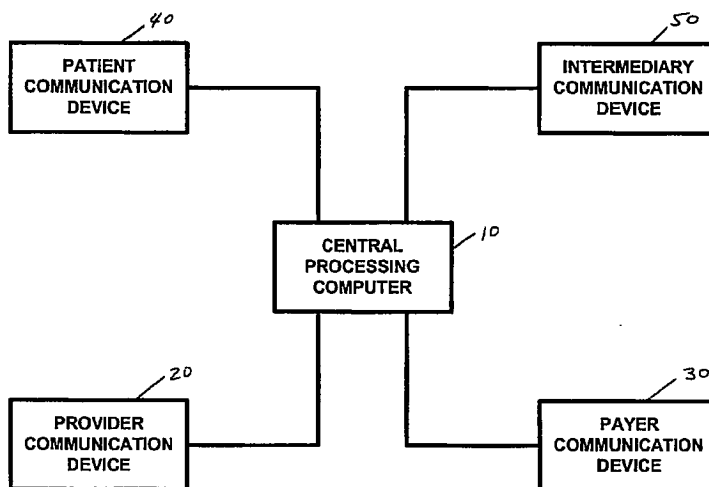 40
PATIENT
COMMUNICATION
DEVICE
50
INTERMEDIARY
COMMUNICATION
DEVICE
10
CENTRAL
PROCESSING
COMPUTER
20
PROVIDER
COMMUNICATION
DEVICE
30
PAYER
COMMUNICATION
DEVICE